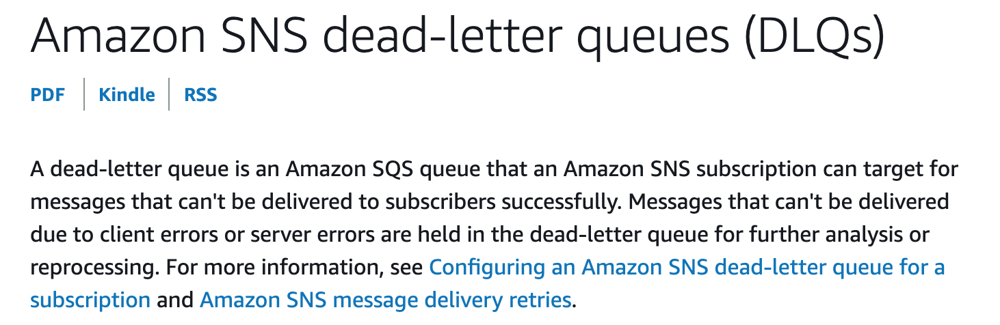 Amazon SNS dead-letter queues (DLQs)
PDF | Kindle | RSS
A dead-letter queue is an Amazon SQS queue that an Amazon SNS subscription can target for
messages that can't be delivered to subscribers successfully. Messages that can't be delivered
due to client errors or server errors are held in the dead-letter queue for further analysis or
reprocessing. For more information, see Configuring an Amazon SNS dead-letter queue for a
subscription and Amazon SNS message delivery retries.